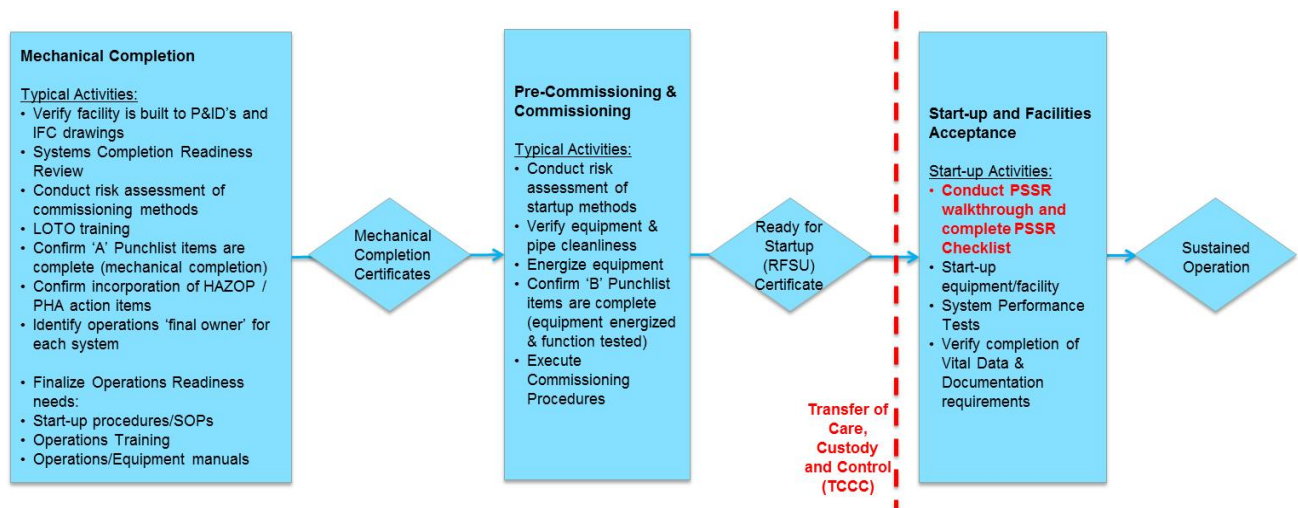 Mechanical Completion
Typical Activities:
• Verify facility is built to P&ID's and
IFC drawings
• Systems Completion Readiness
Review
• Conduct risk assessment of
commissioning methods
• LOTO training
• Confirm 'A' Punchlist items are
complete (mechanical completion)
• Confirm incorporation of HAZOP /
PHA action items
• Identify operations 'final owner' for
each system
• Finalize Operations Readiness
needs:
• Start-up procedures/SOPs
• Operations Training
• Operations/Equipment manuals
Mechanical
Completion
Certificates
Pre-Commissioning &
Commissioning
Typical Activities:
• Conduct risk
assessment of
startup methods
• Verify equipment &
pipe cleanliness
• Energize equipment
• Confirm 'B' Punchlist
items are complete
(equipment energized
& function tested)
• Execute
Commissioning
Procedures
Ready for
Startup
(RFSU)
Certificate
Transfer of
Care,
Custody
and Control
(TCCC)
Start-up and Facilities
Acceptance
Start-up Activities:
• Conduct PSSR
walkthrough and
complete PSSR
Checklist
• Start-up
equipment/facility
• System Performance
Tests
• Verify completion of
Vital Data &
Documentation
requirements
Sustained
Operation